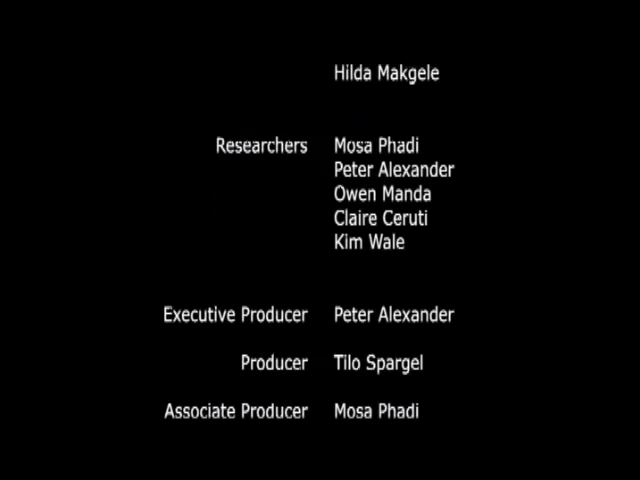 Hilda Makgele
Researchers Mosa Phadi
Peter Alexander
Owen Manda
Claire Ceruti
Kim Wale
Executive Producer Peter Alexander
Producer Tilo Spargel
Associate Producer Mosa Phadi